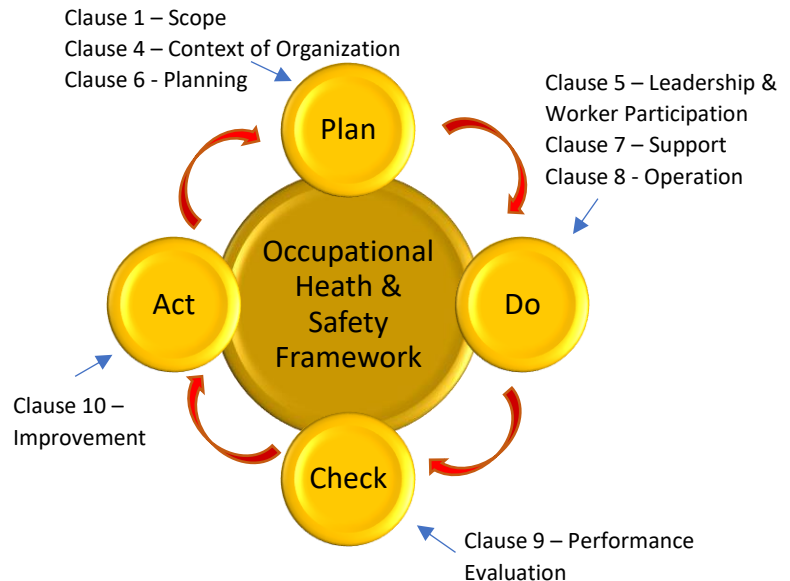 Clause 1 – Scope
Clause 4 – Context of Organization
Clause 6 - Planning
Plan
Clause 5 – Leadership &
Worker Participation
Clause 7 – Support
Clause 8 - Operation
Occupational
Heath &
Safety
Framework
Act
Do
Clause 10 –
Improvement
Check
Clause 9 – Performance
Evaluation